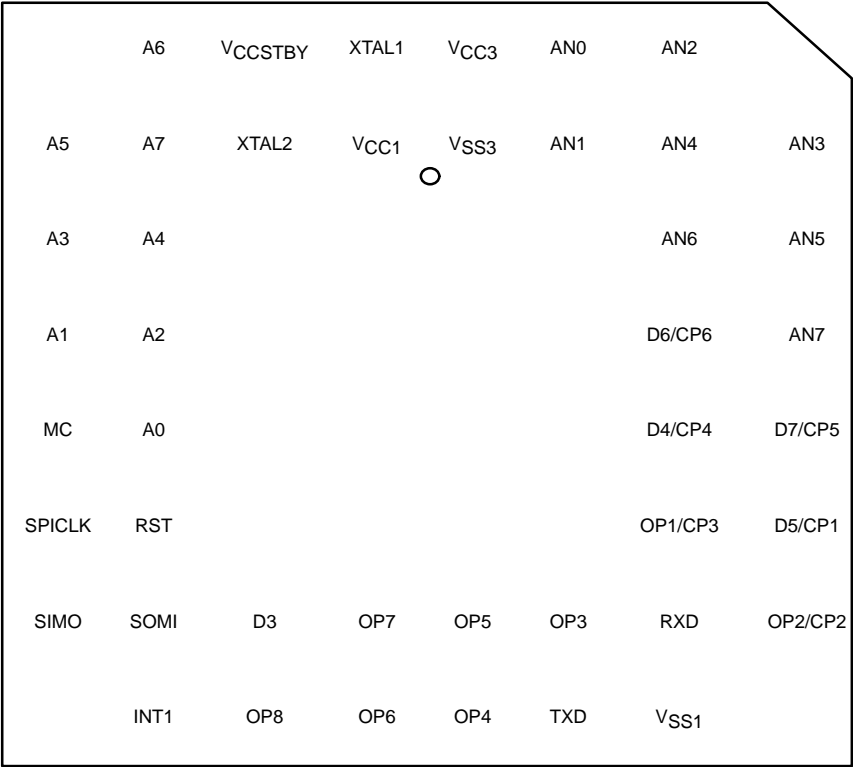 A6 VCCSTBY XTAL1 VCC3 AN0 AN2
A5 A7 XTAL2 VCC1 VSS3 AN1 AN4 AN3
A3 A4 AN6 AN5
A1 A2 D6/CP6 AN7
MC A0 D4/CP4 D7/CP5
SPICLK RST OP1/CP3 D5/CP1
SIMO SOMI D3 OP7 OP5 OP3 RXD OP2/CP2
INT1 OP8 OP6 OP4 TXD VSS1